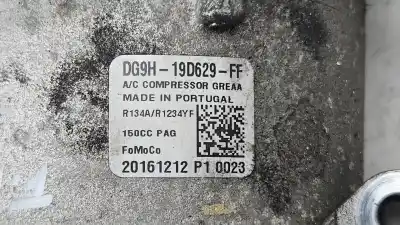 DG9H-19D629-FF
A/C COMPRESSOR GREAA
MADE IN PORTUGAL
R134A/R1234YF
150CC PAG
FoMoCo
20161212 P1 0023